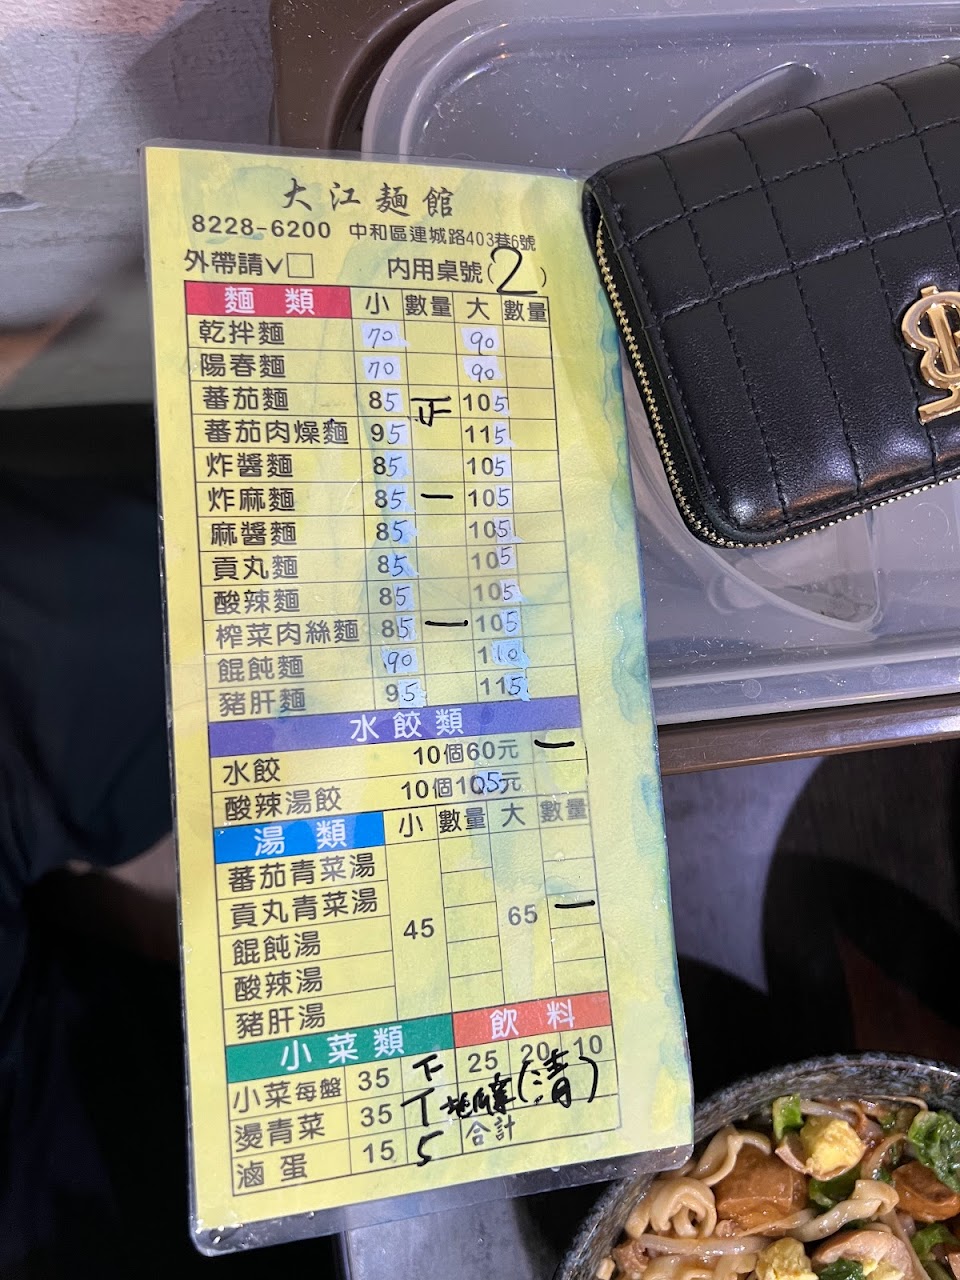 大江麵館
8228-6200 中和區連城路403巷6號
外帶請✓□ 內用桌號(2)
麵類 小 數量 大 數量
乾拌麵 70 90
陽春麵 70 90
蕃茄麵 85 正 105
蕃茄肉燥麵 95 115
炸醬麵 85 105
炸麻麵 85 一 105
麻醬麵 85 105
貢丸麵 85 105
酸辣麵 85 105
榨菜肉絲麵 85 一 105
餛飩麵 90 110
豬肝麵 95 115
水餃類
水餃 10個60元 一
酸辣湯餃 10個105元
湯類 小 數量 大 數量
蕃茄青菜湯
貢丸青菜湯 一
餛飩湯 45 65
酸辣湯
豬肝湯
小菜類 飲料
小菜每盤 35 下 25 20 10
燙青菜 35 丅 (清)
滷蛋 15 5 合計